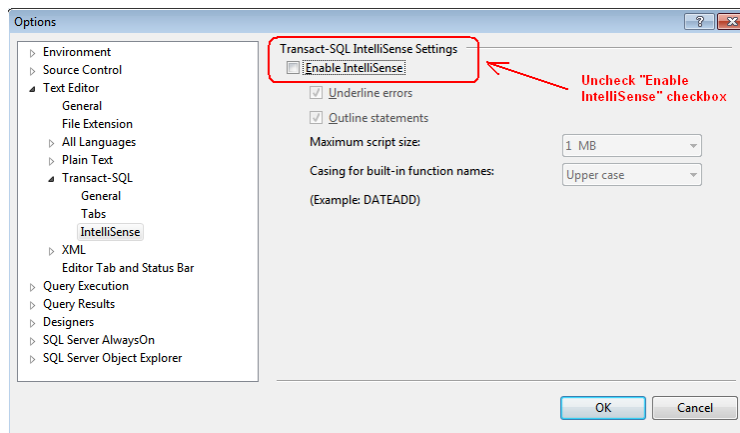 Options
Environment
Source Control
Text Editor
General
File Extension
All Languages
Plain Text
Transact-SQL
General
Tabs
IntelliSense
XML
Editor Tab and Status Bar
Query Execution
Query Results
Designers
SQL Server AlwaysOn
SQL Server Object Explorer
Transact-SQL IntelliSense Settings
Enable IntelliSense
Uncheck "Enable
IntelliSense" checkbox
Underline errors
Outline statements
Maximum script size:
1 MB
Casing for built-in function names:
Upper case
(Example: DATEADD)
OK
Cancel